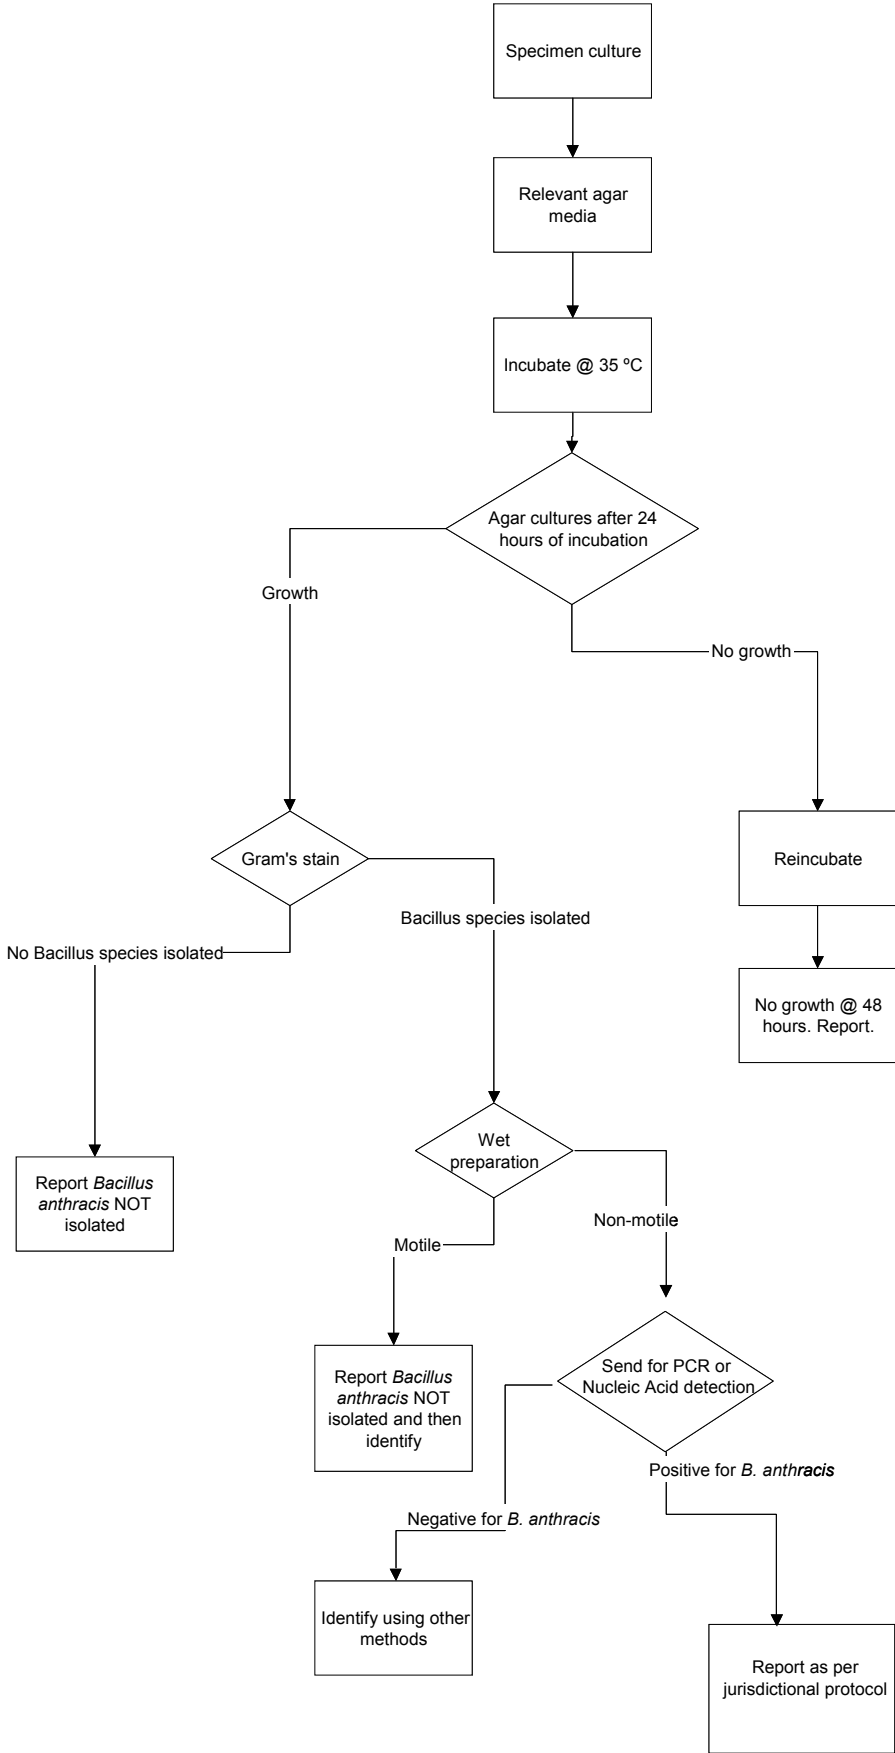 Specimen culture
Relevant agar
media
Incubate @ 35 ºC
Agar cultures after 24
hours of incubation
Growth
No growth
Gram's stain
Reincubate
Bacillus species isolated
No Bacillus species isolated
No growth @ 48
hours. Report.
Wet
preparation
Report Bacillus
anthracis NOT
isolated
Non-motile
Motile
Send for PCR or
Nucleic Acid detection
Report Bacillus
anthracis NOT
isolated and then
identify
Positive for B. anthracis
Negative for B. anthracis
Identify using other
methods
Report as per
jurisdictional protocol